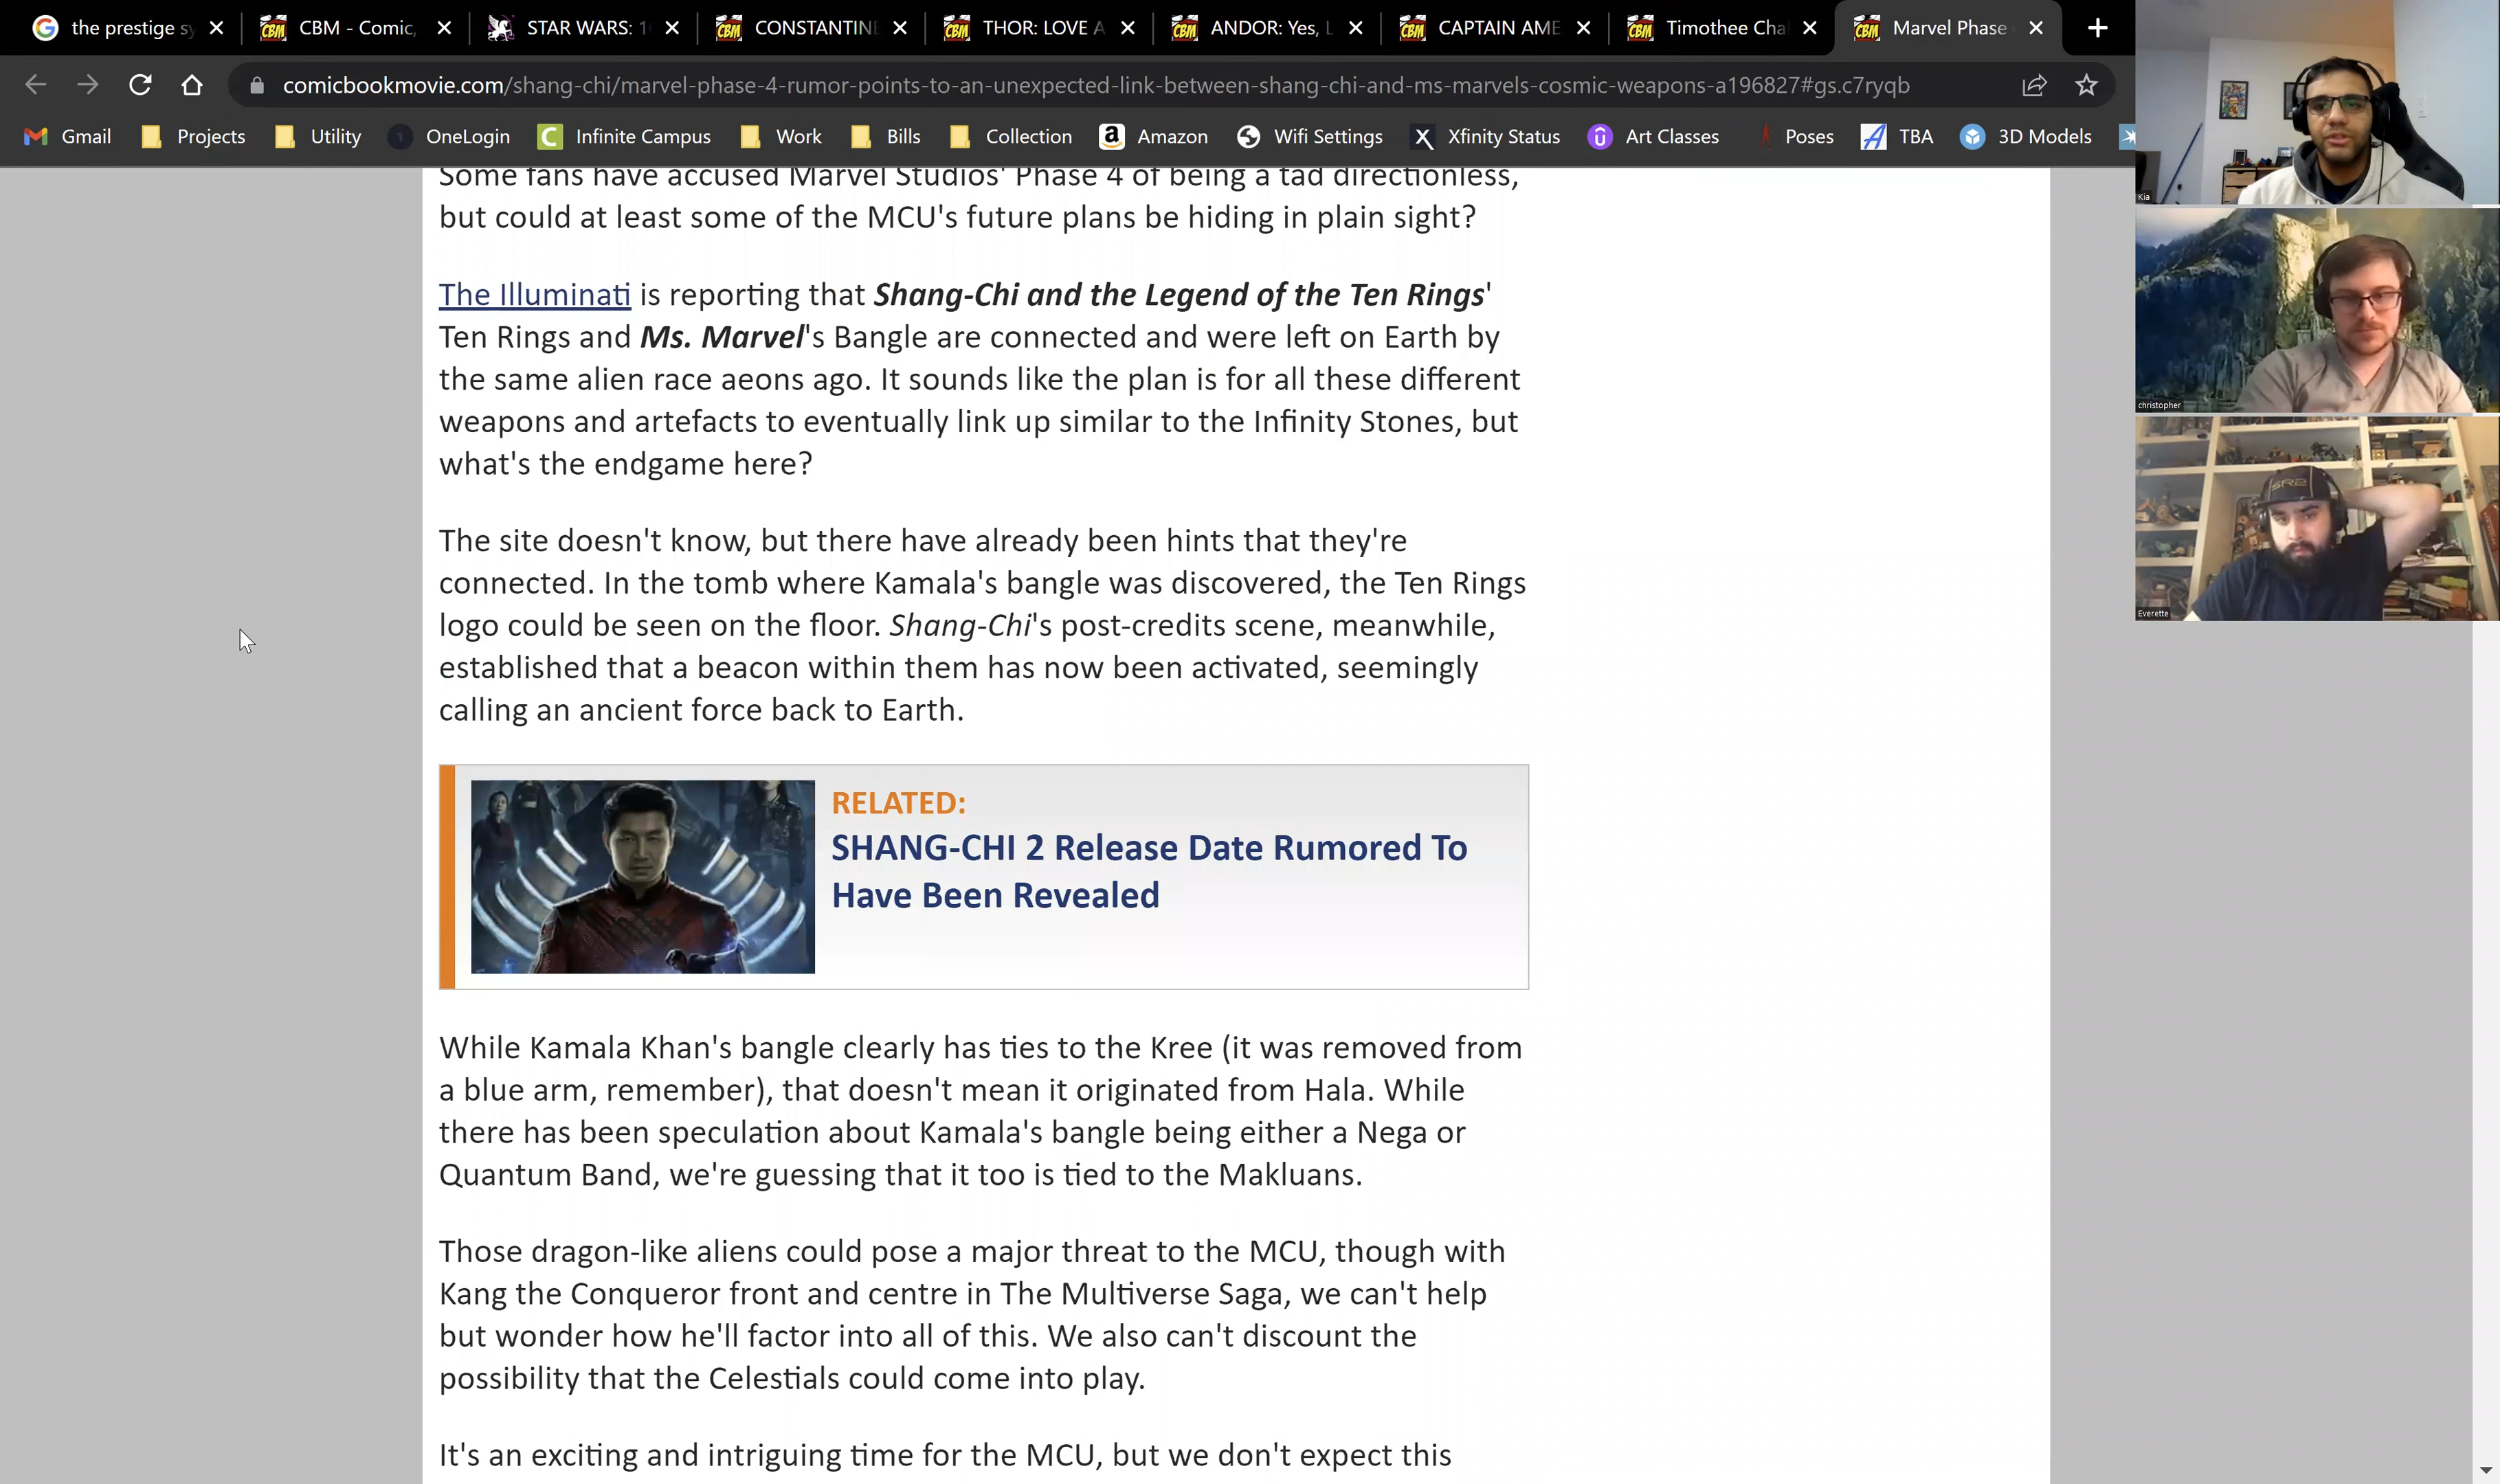 the prestige sy
CBM - Comic,
STAR WARS: 1
CONSTANTINE
THOR: LOVE A
ANDOR: Yes, L
CAPTAIN AME
Timothee Cha
Marvel Phase
comicbookmovie.com/shang-chi/marvel-phase-4-rumor-points-to-an-unexpected-link-between-shang-chi-and-ms-marvels-cosmic-weapons-a196827#gs.c7ryqb
Gmail Projects Utility OneLogin Infinite Campus Work Bills Collection Amazon Wifi Settings Xfinity Status Art Classes Poses TBA 3D Models
Some fans have accused Marvel Studios' Phase 4 of being a tad directionless,
but could at least some of the MCU's future plans be hiding in plain sight?
The Illuminati is reporting that Shang-Chi and the Legend of the Ten Rings'
Ten Rings and Ms. Marvel's Bangle are connected and were left on Earth by
the same alien race aeons ago. It sounds like the plan is for all these different
weapons and artefacts to eventually link up similar to the Infinity Stones, but
what's the endgame here?
The site doesn't know, but there have already been hints that they're
connected. In the tomb where Kamala's bangle was discovered, the Ten Rings
logo could be seen on the floor. Shang-Chi's post-credits scene, meanwhile,
established that a beacon within them has now been activated, seemingly
calling an ancient force back to Earth.
RELATED:
SHANG-CHI 2 Release Date Rumored To
Have Been Revealed
While Kamala Khan's bangle clearly has ties to the Kree (it was removed from
a blue arm, remember), that doesn't mean it originated from Hala. While
there has been speculation about Kamala's bangle being either a Nega or
Quantum Band, we're guessing that it too is tied to the Makluans.
Those dragon-like aliens could pose a major threat to the MCU, though with
Kang the Conqueror front and centre in The Multiverse Saga, we can't help
but wonder how he'll factor into all of this. We also can't discount the
possibility that the Celestials could come into play.
It's an exciting and intriguing time for the MCU, but we don't expect this
Kia
christopher
SR2
Everette